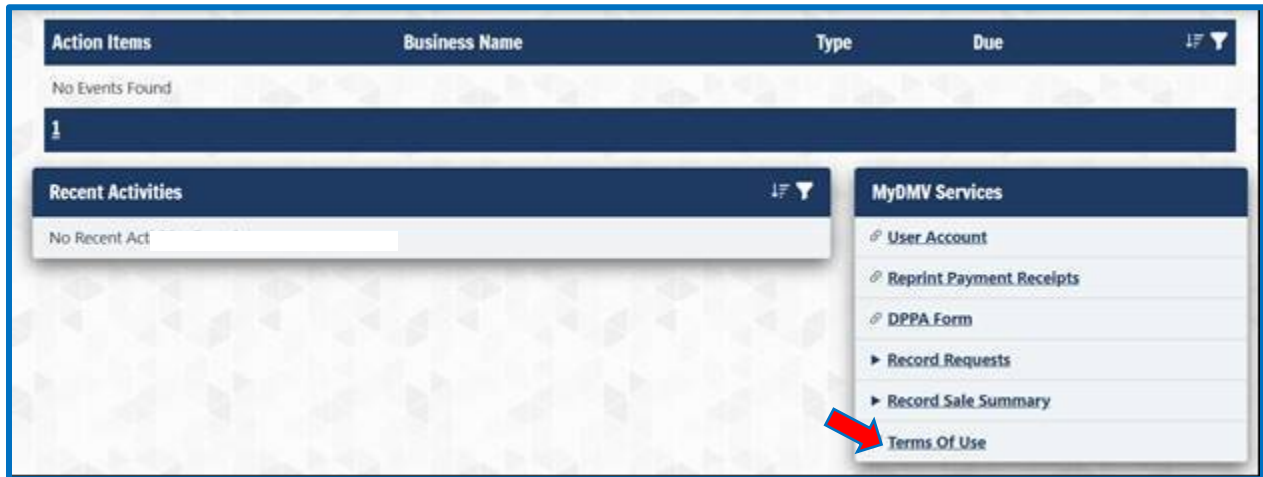 Action Items Business Name Type Due
No Events Found
1
Recent Activities
No Recent Act
MyDMV Services
User Account
Reprint Payment Receipts
DPPA Form
Record Requests
Record Sale Summary
Terms Of Use